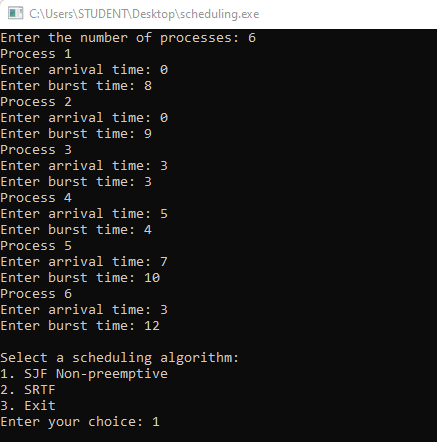 C:\Users\STUDENT\Desktop\scheduling.exe
Enter the number of processes: 6
Process 1
Enter arrival time: 0
Enter burst time: 8
Process 2
Enter arrival time: 0
Enter burst time: 9
Process 3
Enter arrival time: 3
Enter burst time: 3
Process 4
Enter arrival time: 5
Enter burst time: 4
Process 5
Enter arrival time: 7
Enter burst time: 10
Process 6
Enter arrival time: 3
Enter burst time: 12

Select a scheduling algorithm:
1. SJF Non-preemptive
2. SRTF
3. Exit
Enter your choice: 1